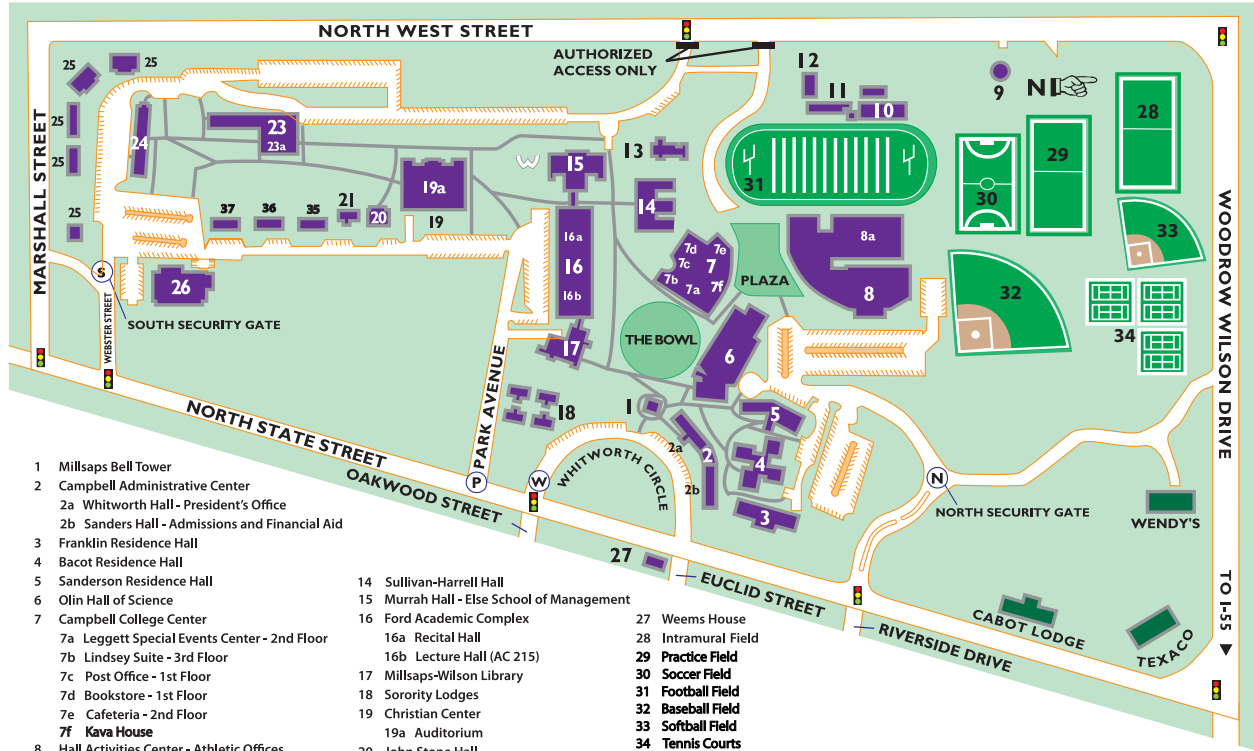 NORTH WEST STREET
AUTHORIZED
ACCESS ONLY
MARSHALL STREET
WOODROW WILSON DRIVE
TO I-55
25
25
25
25
25
24
23
23a
37
36
35
21
20
19a
19
26
S
SOUTH SECURITY GATE
WEBSTER STREET
W
15
13
14
16a
16
16b
17
12
11
10
9
N
31
30
29
28
33
32
34
7d
7e
7c
7
7b
7a
7f
PLAZA
8a
8
THE BOWL
6
5
4
3
1
2a
2
2b
18
PARK AVENUE
NORTH STATE STREET
OAKWOOD STREET
P
W
WHITWORTH CIRCLE
N
NORTH SECURITY GATE
WENDY'S
CABOT LODGE
TEXACO
27
EUCLID STREET
RIVERSIDE DRIVE
1 Millsaps Bell Tower
2 Campbell Administrative Center
2a Whitworth Hall - President's Office
2b Sanders Hall - Admissions and Financial Aid
3 Franklin Residence Hall
4 Bacot Residence Hall
5 Sanderson Residence Hall
6 Olin Hall of Science
7 Campbell College Center
7a Leggett Special Events Center - 2nd Floor
7b Lindsey Suite - 3rd Floor
7c Post Office - 1st Floor
7d Bookstore - 1st Floor
7e Cafeteria - 2nd Floor
7f Kava House
8 Hall Activities Center - Athletic Offices
14 Sullivan-Harrell Hall
15 Murrah Hall - Else School of Management
16 Ford Academic Complex
16a Recital Hall
16b Lecture Hall (AC 215)
17 Millsaps-Wilson Library
18 Sorority Lodges
19 Christian Center
19a Auditorium
20 John Stone Hall
27 Weems House
28 Intramural Field
29 Practice Field
30 Soccer Field
31 Football Field
32 Baseball Field
33 Softball Field
34 Tennis Courts